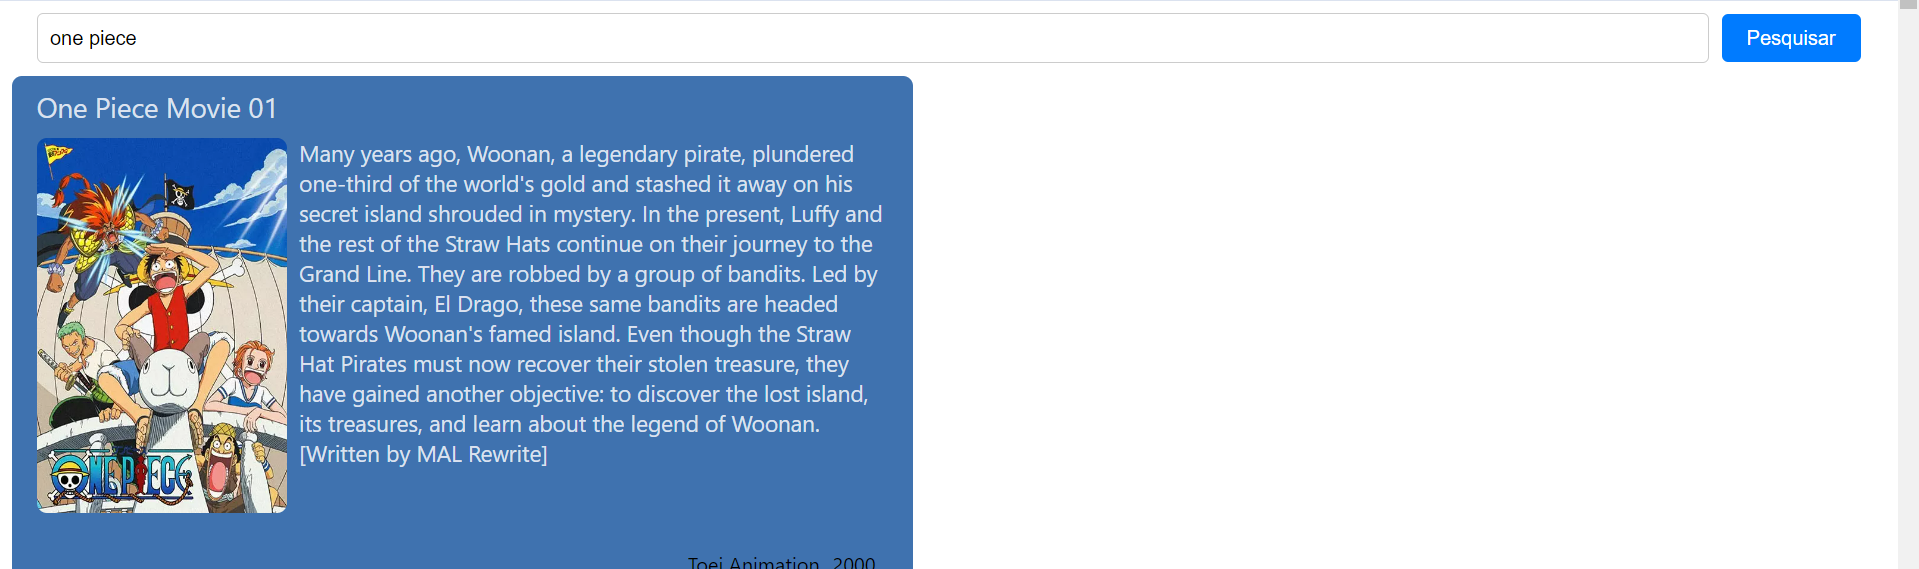 one piece
Pesquisar
One Piece Movie 01
Many years ago, Woonan, a legendary pirate, plundered
one-third of the world's gold and stashed it away on his
secret island shrouded in mystery. In the present, Luffy and
the rest of the Straw Hats continue on their journey to the
Grand Line. They are robbed by a group of bandits. Led by
their captain, El Drago, these same bandits are headed
towards Woonan's famed island. Even though the Straw
Hat Pirates must now recover their stolen treasure, they
have gained another objective: to discover the lost island,
its treasures, and learn about the legend of Woonan.
[Written by MAL Rewrite]
ONE PIECE
Toei Animation 2000